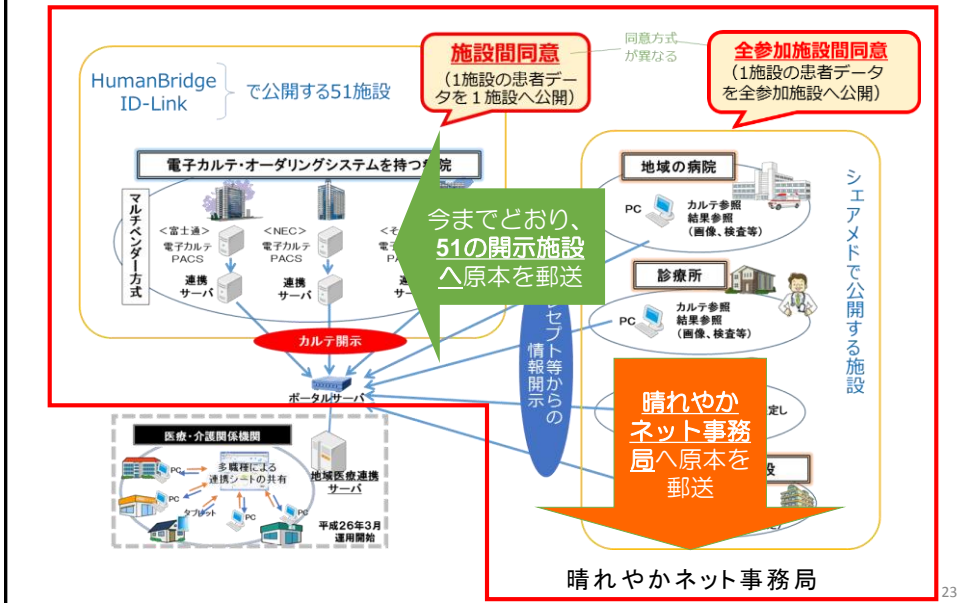 施設間同意
（1施設の患者デー
タを１施設へ公開）
同意方式
が異なる
全参加施設間同意
（1施設の患者データ
を全参加施設へ公開）
HumanBridge
ID-Link
で公開する51施設
電子カルテ・オーダリングシステムを持つ
院
マルチベンダー方式
＜富士通＞
電子カルテ
PACS
連携
サーバ
＜NEC＞
電子カルテ
PACS
連携
サーバ
＜そ
PACS
カルテ開示
ポータルサーバ
今までどおり、
51の開示施設
へ原本を郵送
セプト等からの
情報開示
地域の病院
PC
カルテ参照
結果参照
（画像、検査等）
診療所
PC
カルテ参照
結果参照
（画像、検査等）
定し
設
シェアメドで公開する施設
晴れやか
ネット事務
局へ原本を
郵送
医療・介護関係機関
多職種による
連携シートの共有
PC
PC
タブレット
PC
PC
地域医療連携
サーバ
平成26年3月
運用開始
晴れやかネット事務局
23